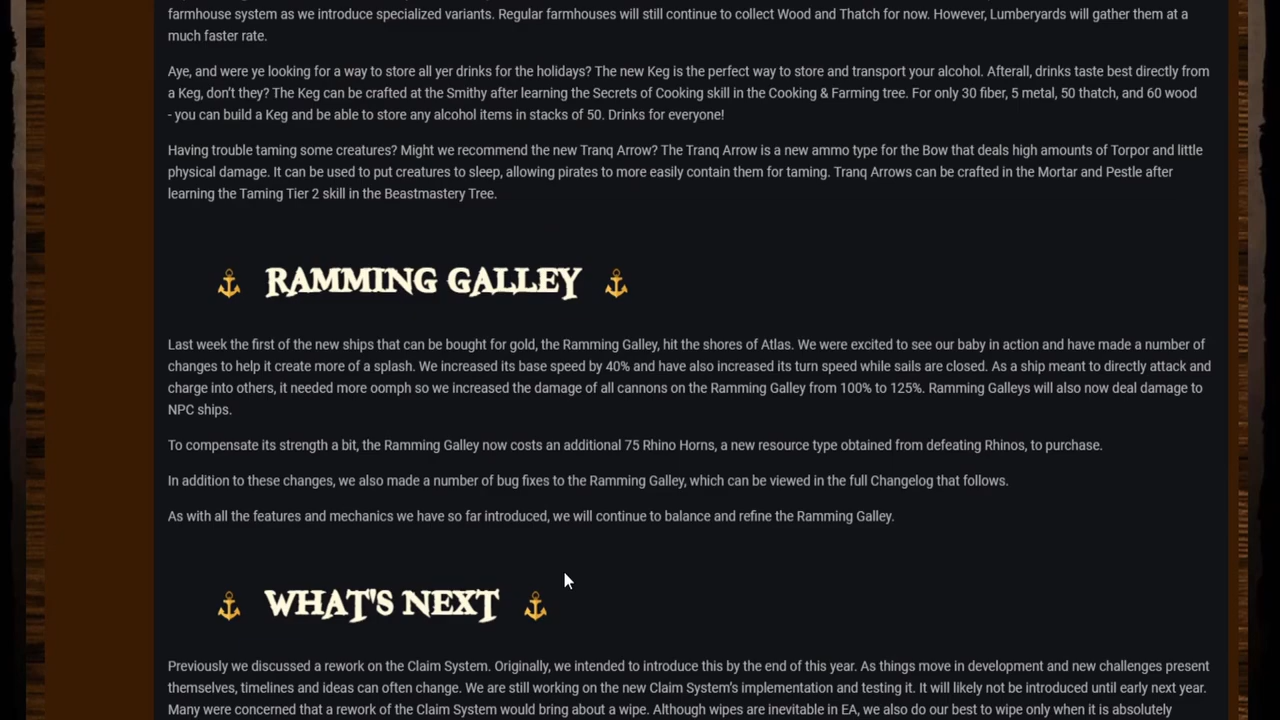 farmhouse system as we introduce specialized variants. Regular farmhouses will still continue to collect Wood and Thatch for now. However, Lumberyards will gather them at a
much faster rate.
Aye, and were ye looking for a way to store all yer drinks for the holidays? The new Keg is the perfect way to store and transport your alcohol. Afterall, drinks taste best directly from
a Keg, don't they? The Keg can be crafted at the Smithy after learning the Secrets of Cooking skill in the Cooking & Farming tree. For only 30 fiber, 5 metal, 50 thatch, and 60 wood
- you can build a Keg and be able to store any alcohol items in stacks of 50. Drinks for everyone!
Having trouble taming some creatures? Might we recommend the new Tranq Arrow? The Tranq Arrow is a new ammo type for the Bow that deals high amounts of Torpor and little
physical damage. It can be used to put creatures to sleep, allowing pirates to more easily contain them for taming. Tranq Arrows can be crafted in the Mortar and Pestle after
learning the Taming Tier 2 skill in the Beastmastery Tree.
RAMMING GALLEY
Last week the first of the new ships that can be bought for gold, the Ramming Galley, hit the shores of Atlas. We were excited to see our baby in action and have made a number of
changes to help it create more of a splash. We increased its base speed by 40% and have also increased its turn speed while sails are closed. As a ship meant to directly attack and
charge into others, it needed more oomph so we increased the damage of all cannons on the Ramming Galley from 100% to 125%. Ramming Galleys will also now deal damage to
NPC ships.
To compensate its strength a bit, the Ramming Galley now costs an additional 75 Rhino Horns, a new resource type obtained from defeating Rhinos, to purchase.
In addition to these changes, we also made a number of bug fixes to the Ramming Galley, which can be viewed in the full Changelog that follows.
As with all the features and mechanics we have so far introduced, we will continue to balance and refine the Ramming Galley.
WHAT'S NEXT
Previously we discussed a rework on the Claim System. Originally, we intended to introduce this by the end of this year. As things move in development and new challenges present
themselves, timelines and ideas can often change. We are still working on the new Claim System's implementation and testing it. It will likely not be introduced until early next year.
Many were concerned that a rework of the Claim System would bring about a wipe. Although wipes are inevitable in EA, we also do our best to wipe only when it is absolutely